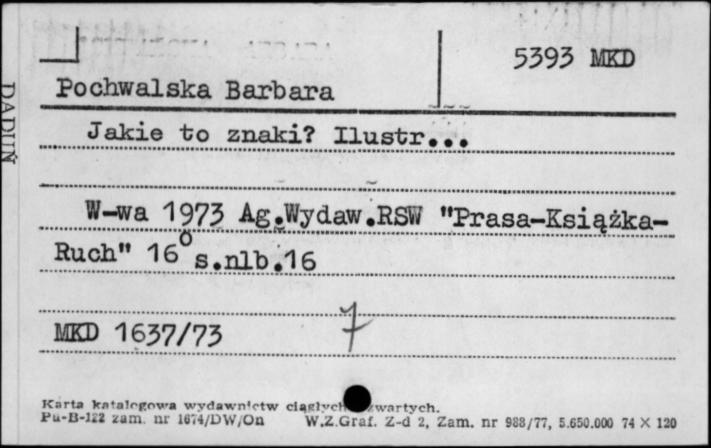 5393 MKD
Pochwalska Barbara
Jakie to znaki? Ilustr...
W-wa 1973 Ag.Wydaw.RSW "Prasa-Książka-
Ruch" 16⁰ s.nlb.16
MKD 1637/73 7
Karta katalogowa wydawnictw ciągłych zwartych.
Pu-B-122 zam. nr 1674/DW/On W.Z.Graf. Z-d 2, Zam. nr 988/77, 5.650.000 74 X 120